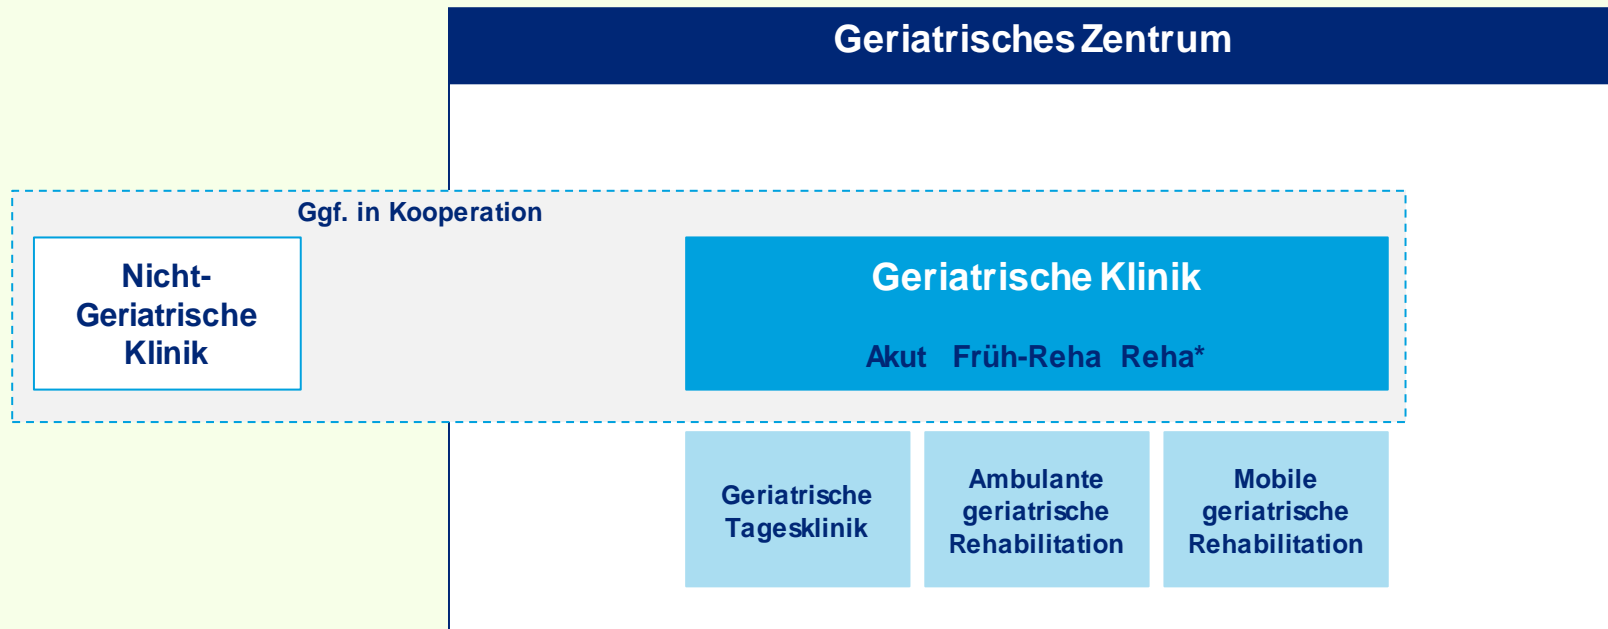 Geriatrisches Zentrum
Ggf. in Kooperation
Nicht-
Geriatrische
Klinik
Geriatrische Klinik
Akut Früh-Reha Reha*
Geriatrische
Tagesklinik
Ambulante
geriatrische
Rehabilitation
Mobile
geriatrische
Rehabilitation